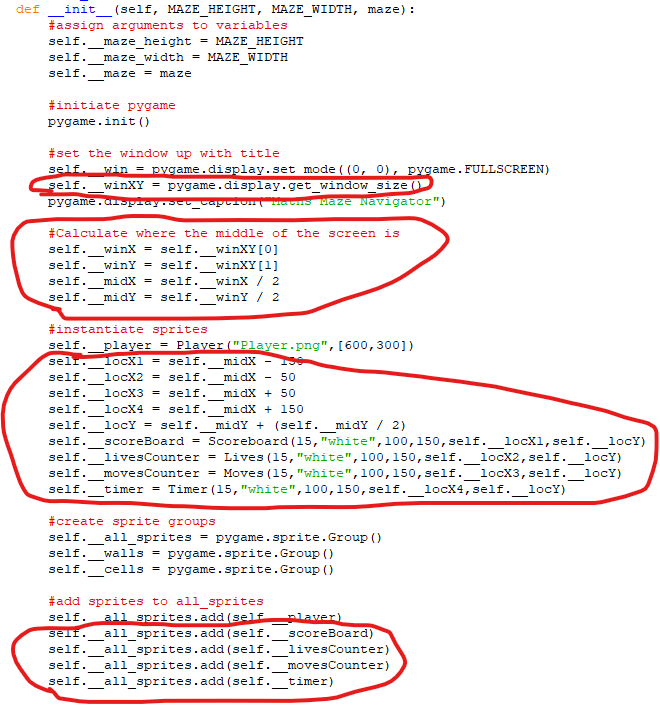 def __init__(self, MAZE_HEIGHT, MAZE_WIDTH, maze):
#assign arguments to variables
self.__maze_height = MAZE_HEIGHT
self.__maze_width = MAZE_WIDTH
self.__maze = maze
#initiate pygame
pygame.init()
#set the window up with title
self.__win = pygame.display.set_mode((0, 0), pygame.FULLSCREEN)
self.__winXY = pygame.display.get_window_size()
pygame.display.set_caption("Maths Maze Navigator")
#Calculate where the middle of the screen is
self.__winX = self.__winXY[0]
self.__winY = self.__winXY[1]
self.__midX = self.__winX / 2
self.__midY = self.__winY / 2
#instantiate sprites
self.__player = Player("Player.png",[600,300])
self.__locX1 = self.__midX - 150
self.__locX2 = self.__midX - 50
self.__locX3 = self.__midX + 50
self.__locX4 = self.__midX + 150
self.__locY = self.__midY + (self.__midY / 2)
self.__scoreBoard = Scoreboard(15,"white",100,150,self.__locX1,self.__locY)
self.__livesCounter = Lives(15,"white",100,150,self.__locX2,self.__locY)
self.__movesCounter = Moves(15,"white",100,150,self.__locX3,self.__locY)
self.__timer = Timer(15,"white",100,150,self.__locX4,self.__locY)
#create sprite groups
self.__all_sprites = pygame.sprite.Group()
self.__walls = pygame.sprite.Group()
self.__cells = pygame.sprite.Group()
#add sprites to all_sprites
self.__all_sprites.add(self.__player)
self.__all_sprites.add(self.__scoreBoard)
self.__all_sprites.add(self.__livesCounter)
self.__all_sprites.add(self.__movesCounter)
self.__all_sprites.add(self.__timer)